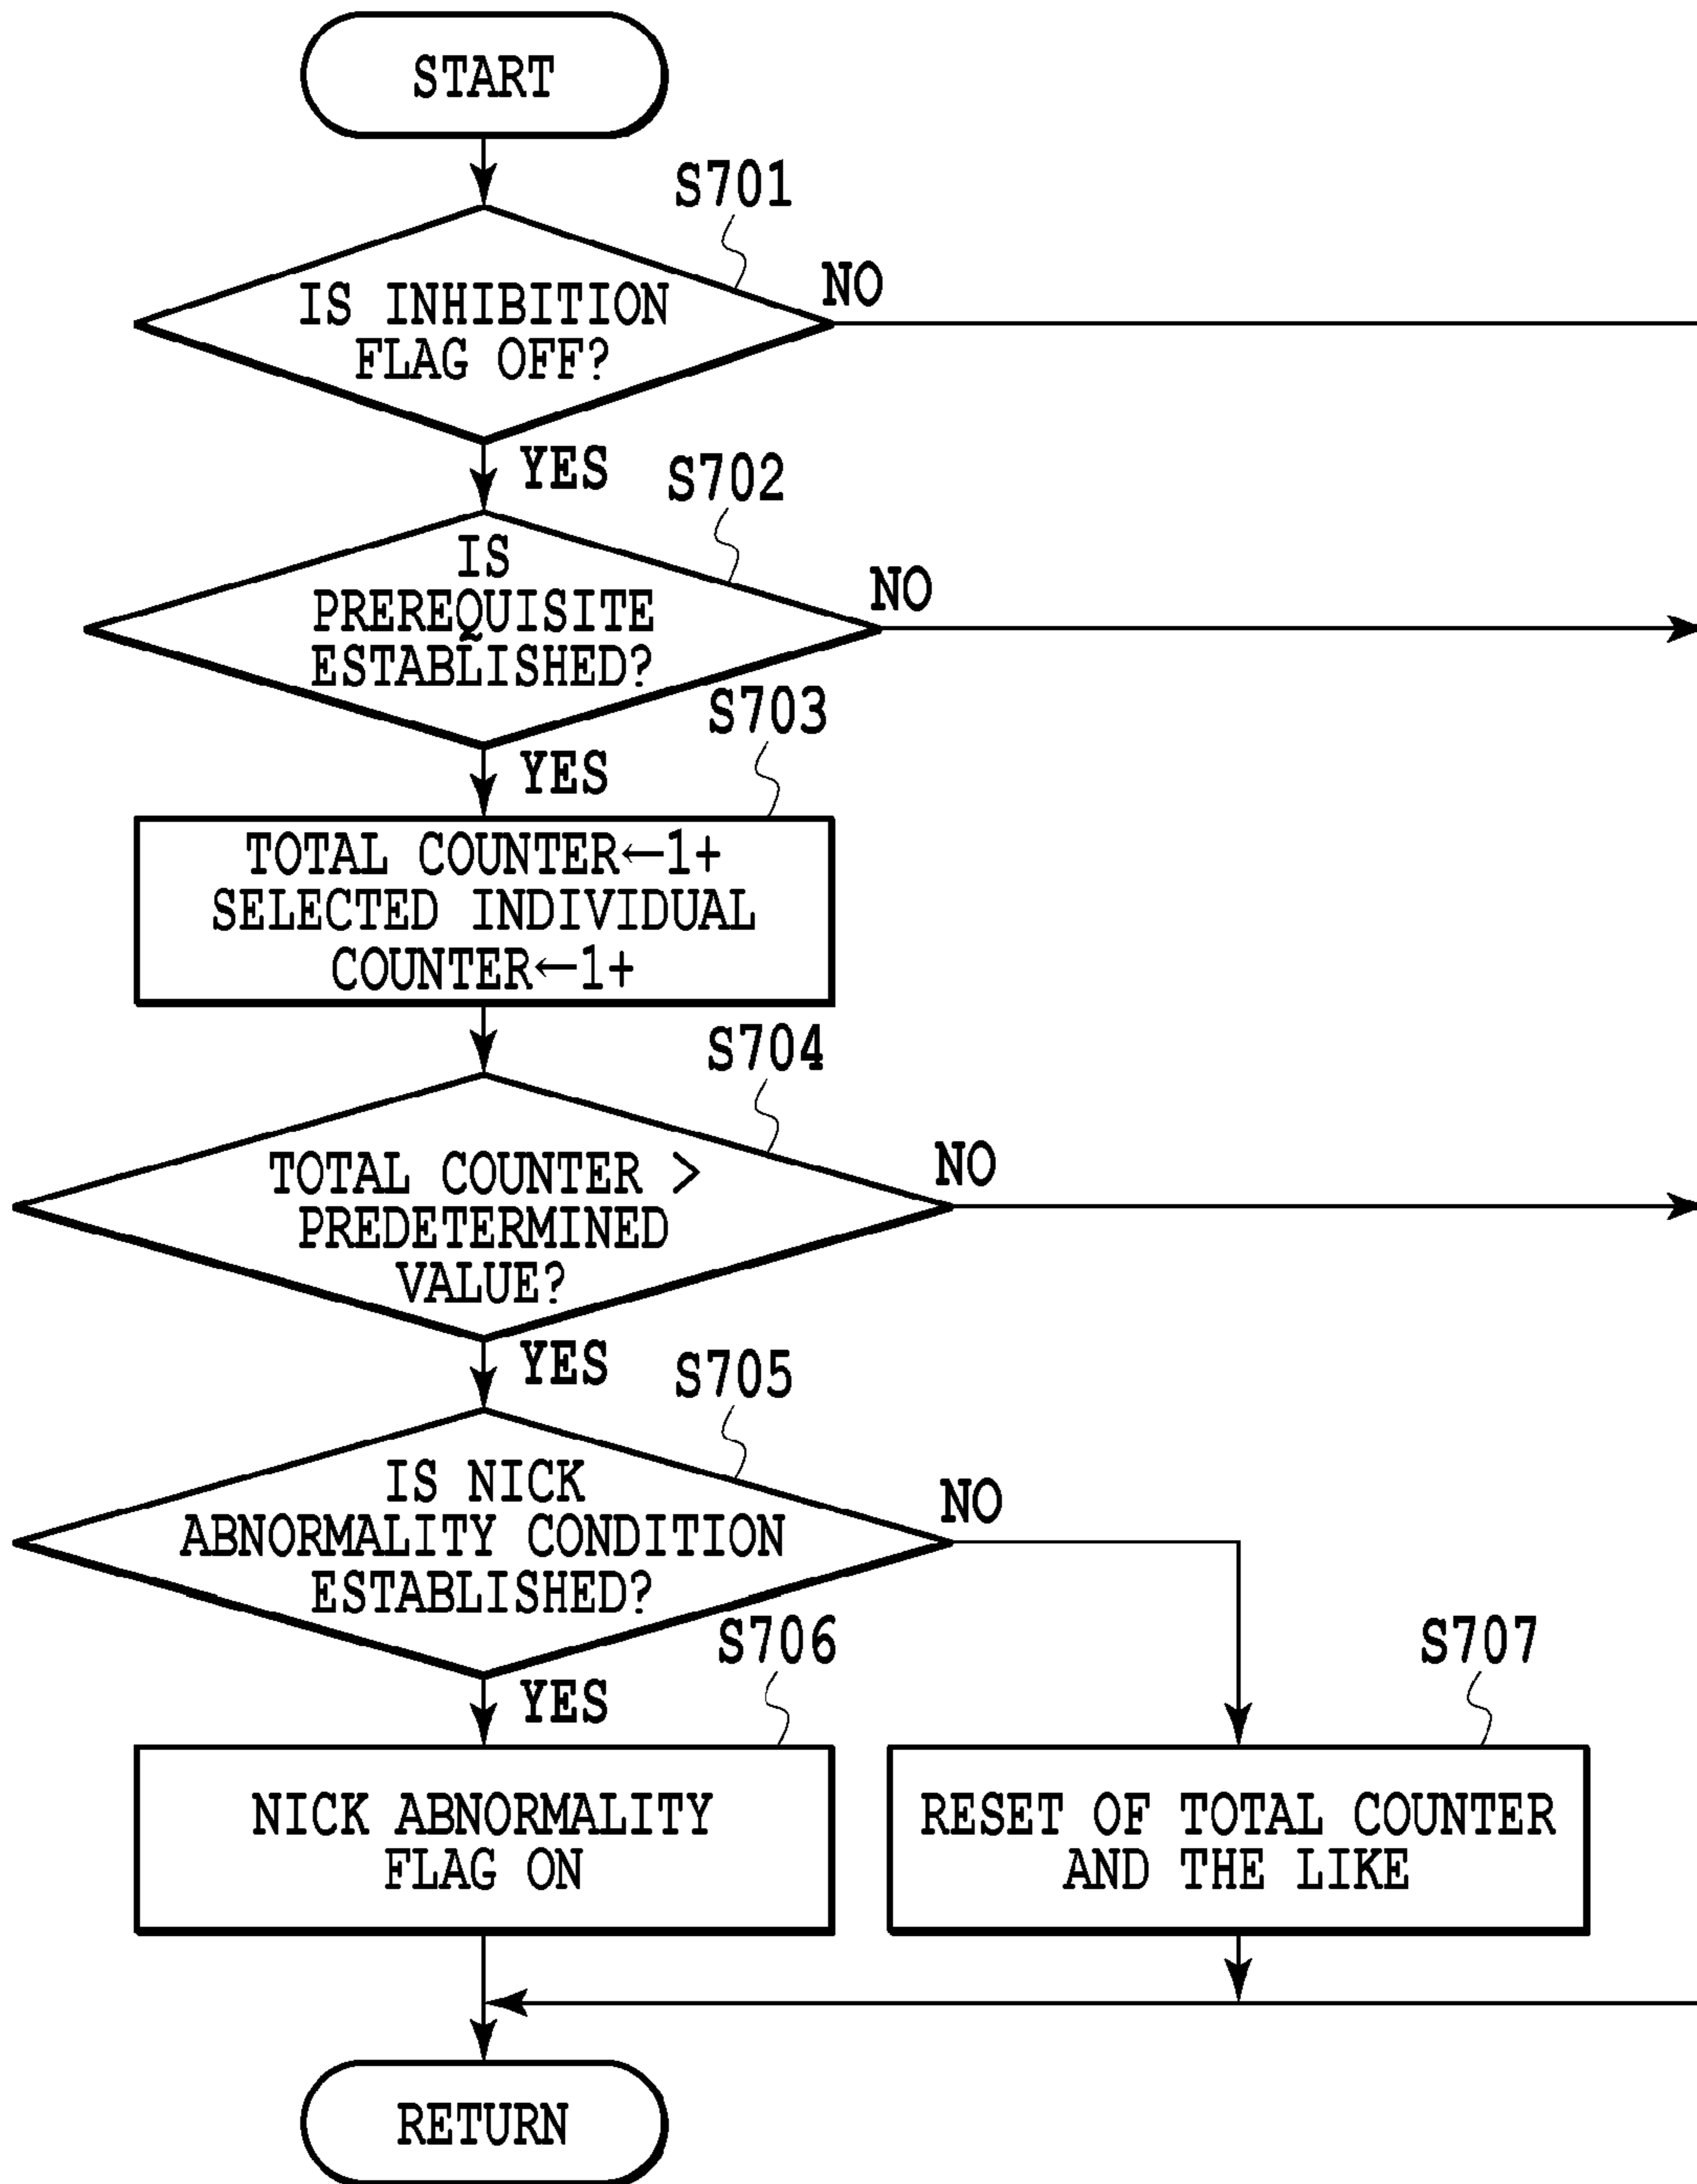 START
S701
IS INHIBITION
FLAG OFF?
NO
YES
S702
IS
PREREQUISITE
ESTABLISHED?
NO
YES
S703
TOTAL COUNTER←1+
SELECTED INDIVIDUAL
COUNTER←1+
S704
TOTAL COUNTER >
PREDETERMINED
VALUE?
NO
YES
S705
IS NICK
ABNORMALITY CONDITION
ESTABLISHED?
NO
YES
S706
NICK ABNORMALITY
FLAG ON
S707
RESET OF TOTAL COUNTER
AND THE LIKE
RETURN